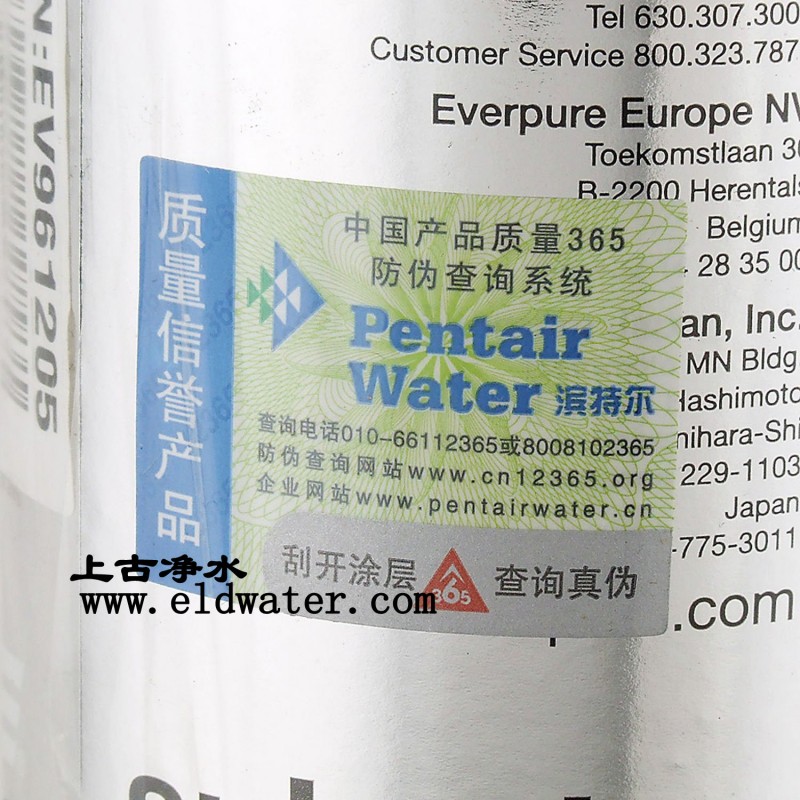 N:EV961205
Tel 630.307.300
Customer Service 800.323.787
Everpure Europe NV
Toekomstlaan 30
B-2200 Herentals
Belgium
28 35 00
an, Inc.
MN Bldg.
Hashimoto
nihara-Shi
229-1103
Japan
-775-3011
.com
质量信誉产品
中国产品质量365
防伪查询系统
Pentair
Water 滨特尔
查询电话010-66112365或8008102365
防伪查询网站www.cn12365.org
企业网站www.pentairwater.cn
刮开涂层 365 查询真伪
上古净水
www.eldwater.com